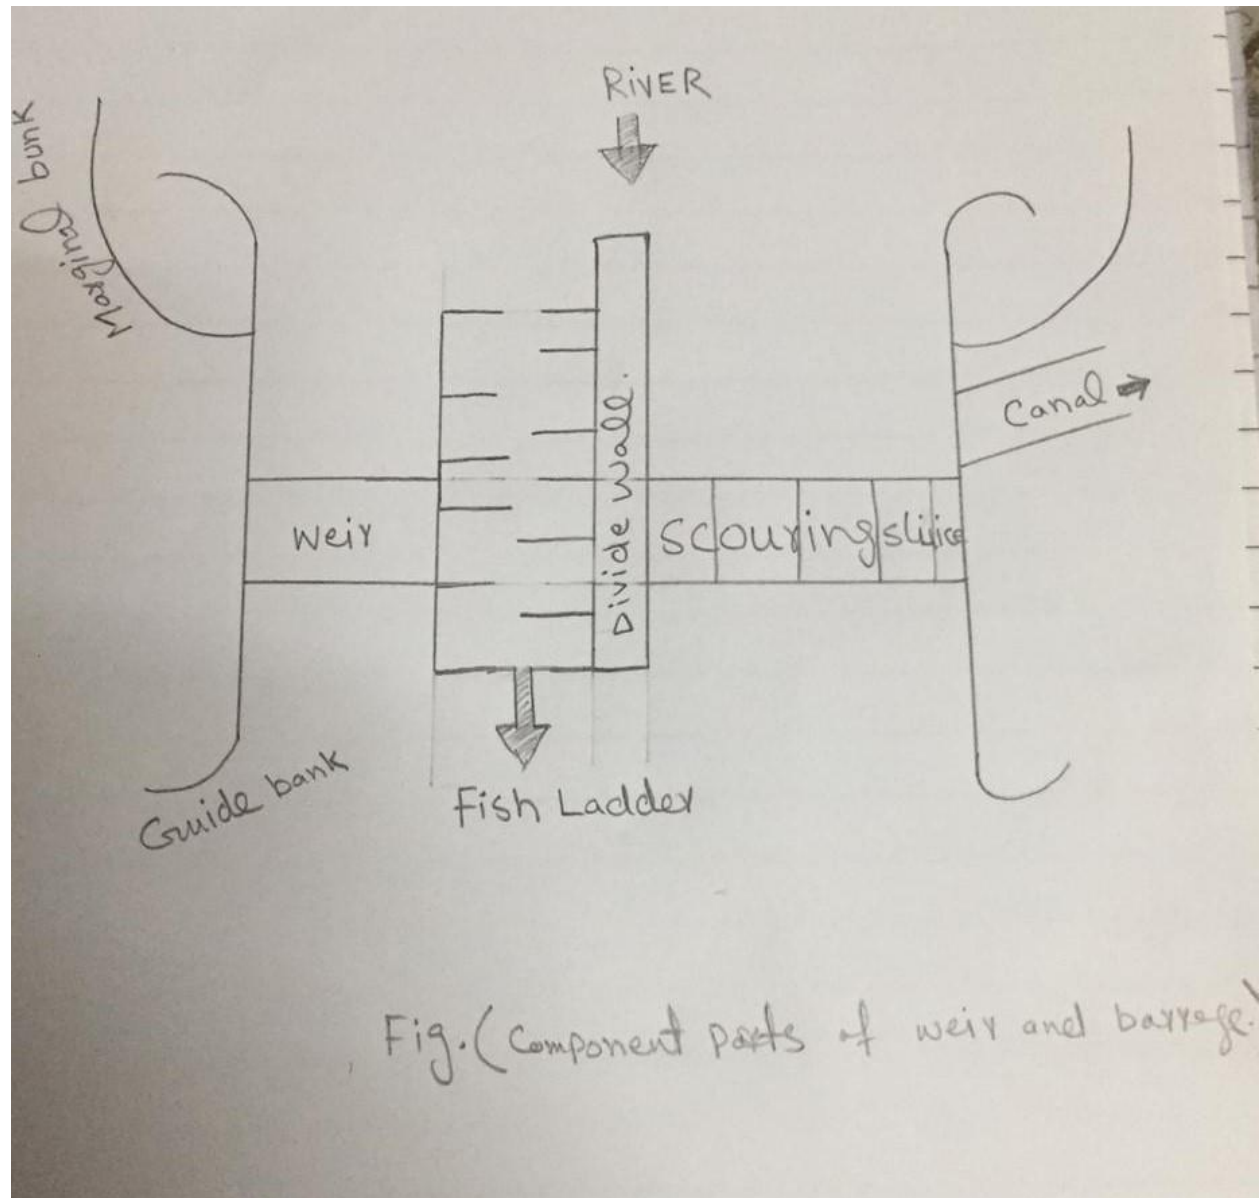 RiVER
Marginal bunk
Canal
Weir
Divide Wall.
Scouring sluice
Guide bank
Fish Ladder
Fig. (Component parts of weir and barrage)